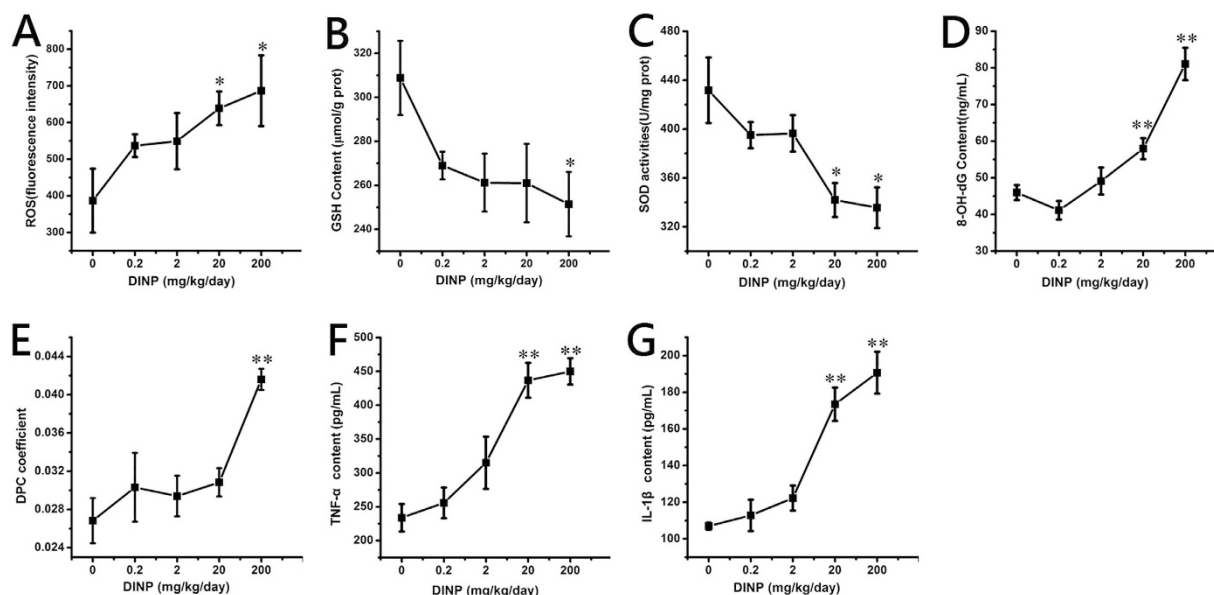 A
ROS(fluorescence intensity)
800
700
600
500
400
300
*
*
0 0.2 2 20 200
DINP (mg/kg/day)
B
GSH Content (μmol/g prot)
330
310
280
260
240
*
0 0.2 2 20 200
DINP (mg/kg/day)
C
SOD activities(U/mg prot)
480
440
400
360
320
*
*
0 0.2 2 20 200
DINP (mg/kg/day)
D
8-OH-dG Content(ng/mL)
90
80
70
60
50
40
30
**
**
0 0.2 2 20 200
DINP (mg/kg/day)
E
DPC coefficient
0.044
0.040
0.036
0.032
0.028
0.024
**
0 0.2 2 20 200
DINP (mg/kg/day)
F
TNF-α content (pg/mL)
500
450
400
350
300
250
200
**
**
0 0.2 2 20 200
DINP (mg/kg/day)
G
IL-1β content (pg/mL)
200
180
160
140
120
100
**
**
0 0.2 2 20 200
DINP (mg/kg/day)